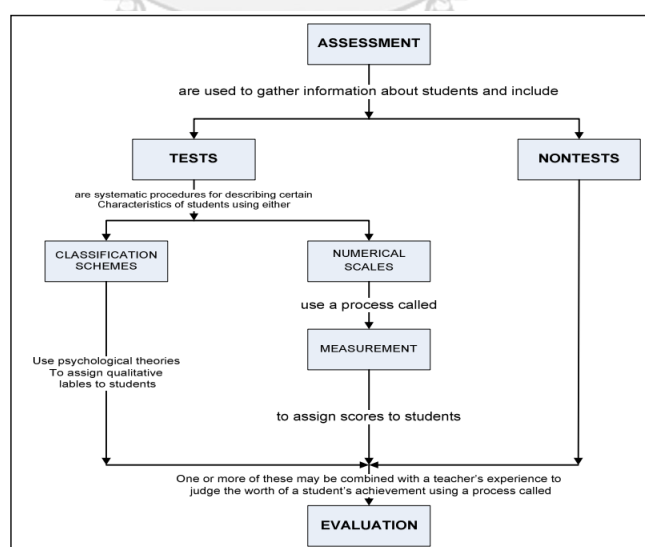 ASSESSMENT
are used to gather information about students and include
TESTS
NONTESTS
are systematic procedures for describing certain
Characteristics of students using either
CLASSIFICATION
SCHEMES
NUMERICAL
SCALES
use a process called
MEASUREMENT
Use psychological theories
To assign qualitative
lables to students
to assign scores to students
One or more of these may be combined with a teacher's experience to
judge the worth of a student's achievement using a process called
EVALUATION